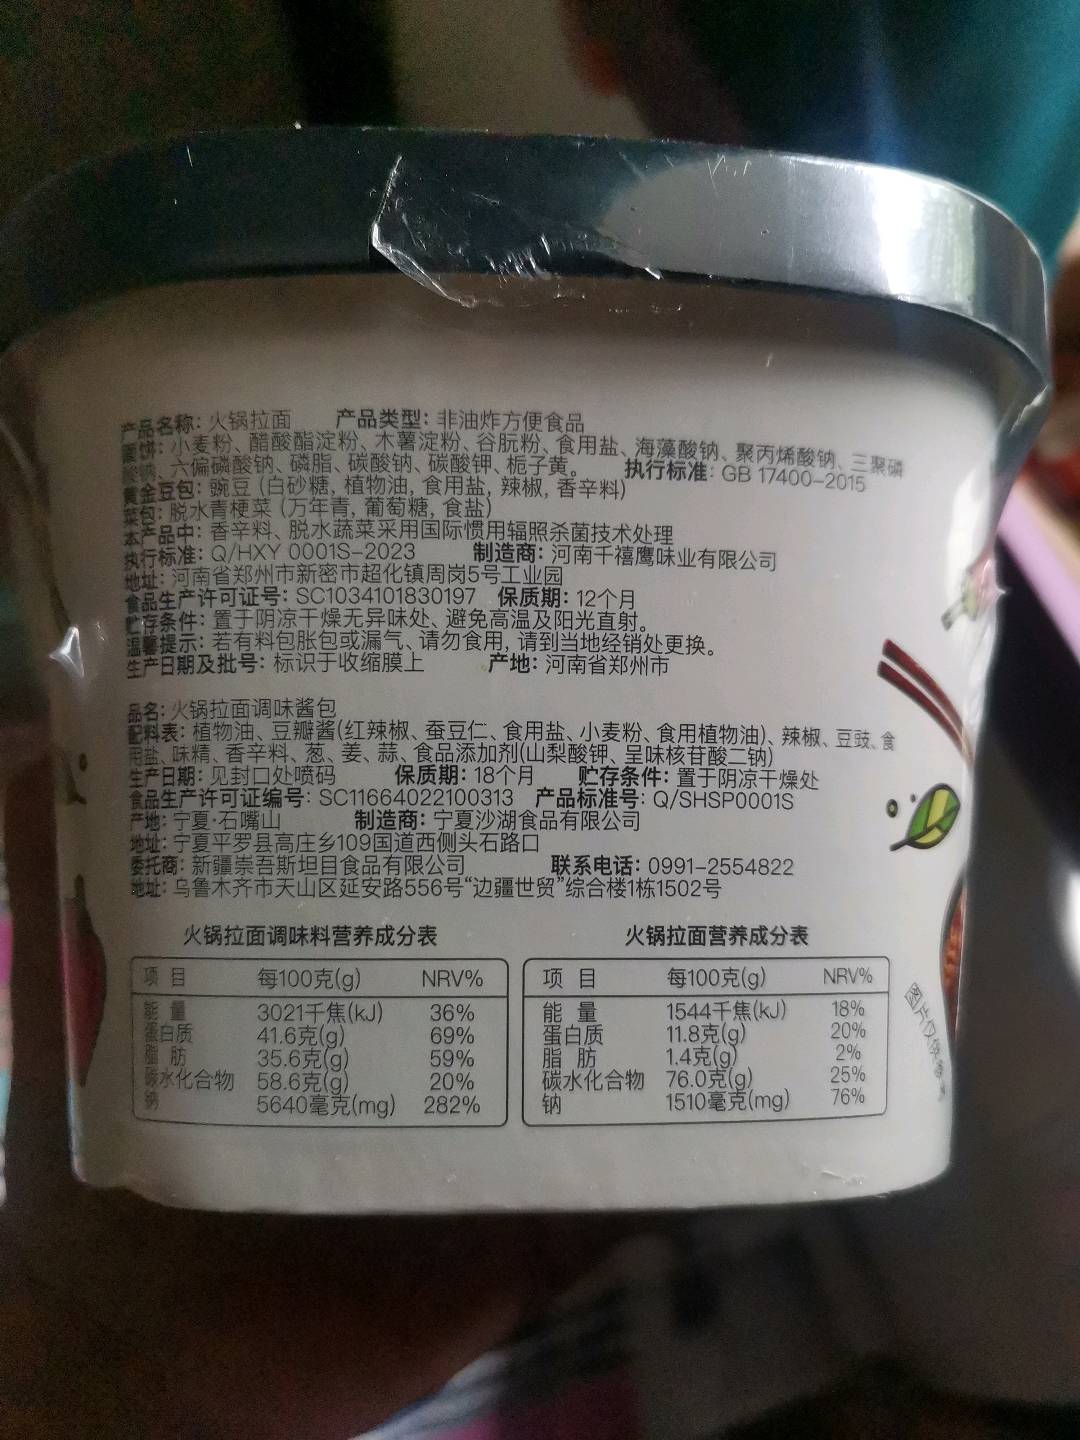 产品名称: 火锅拉面 产品类型: 非油炸方便食品
面饼: 小麦粉、醋酸酯淀粉、木薯淀粉、谷朊粉、食用盐、海藻酸钠、聚丙烯酸钠、三聚磷
酸钠、六偏磷酸钠、磷脂、碳酸钠、碳酸钾、栀子黄。 执行标准: GB 17400-2015
黄金豆包: 豌豆 (白砂糖, 植物油, 食用盐, 辣椒, 香辛料)
菜包: 脱水青梗菜 (万年青, 葡萄糖, 食盐)
本产品中: 香辛料、脱水蔬菜采用国际惯用辐照杀菌技术处理
执行标准: Q/HXY 0001S-2023 制造商: 河南千禧鹰味业有限公司
地址: 河南省郑州市新密市超化镇周岗5号工业园
食品生产许可证号: SC1034101830197 保质期: 12个月
贮存条件: 置于阴凉干燥无异味处、避免高温及阳光直射。
温馨提示: 若有料包胀包或漏气、请勿食用, 请到当地经销处更换。
生产日期及批号: 标识于收缩膜上 产地: 河南省郑州市
品名: 火锅拉面调味酱包
配料表: 植物油、豆瓣酱(红辣椒、蚕豆仁、食用盐、小麦粉、食用植物油)、辣椒、豆豉、食
用盐、味精、香辛料、葱、姜、蒜、食品添加剂(山梨酸钾、呈味核苷酸二钠)
生产日期: 见封口处喷码 保质期: 18个月 贮存条件: 置于阴凉干燥处
食品生产许可证编号: SC11664022100313 产品标准号: Q/SHSP0001S
产地: 宁夏·石嘴山 制造商: 宁夏沙湖食品有限公司
地址: 宁夏平罗县高庄乡109国道西侧头石路口
委托商: 新疆崇吾斯坦目食品有限公司 联系电话: 0991-2554822
地址: 乌鲁木齐市天山区延安路556号“边疆世贸”综合楼1栋1502号
火锅拉面调味料营养成分表
项 目 每100克(g) NRV%
能 量 3021千焦(kJ) 36%
蛋白质 41.6克(g) 69%
脂 肪 35.6克(g) 59%
碳水化合物 58.6克(g) 20%
钠 5640毫克(mg) 282%
火锅拉面营养成分表
项 目 每100克(g) NRV%
能 量 1544千焦(kJ) 18%
蛋白质 11.8克(g) 20%
脂 肪 1.4克(g) 2%
碳水化合物 76.0克(g) 25%
钠 1510毫克(mg) 76%
图片仅供参考